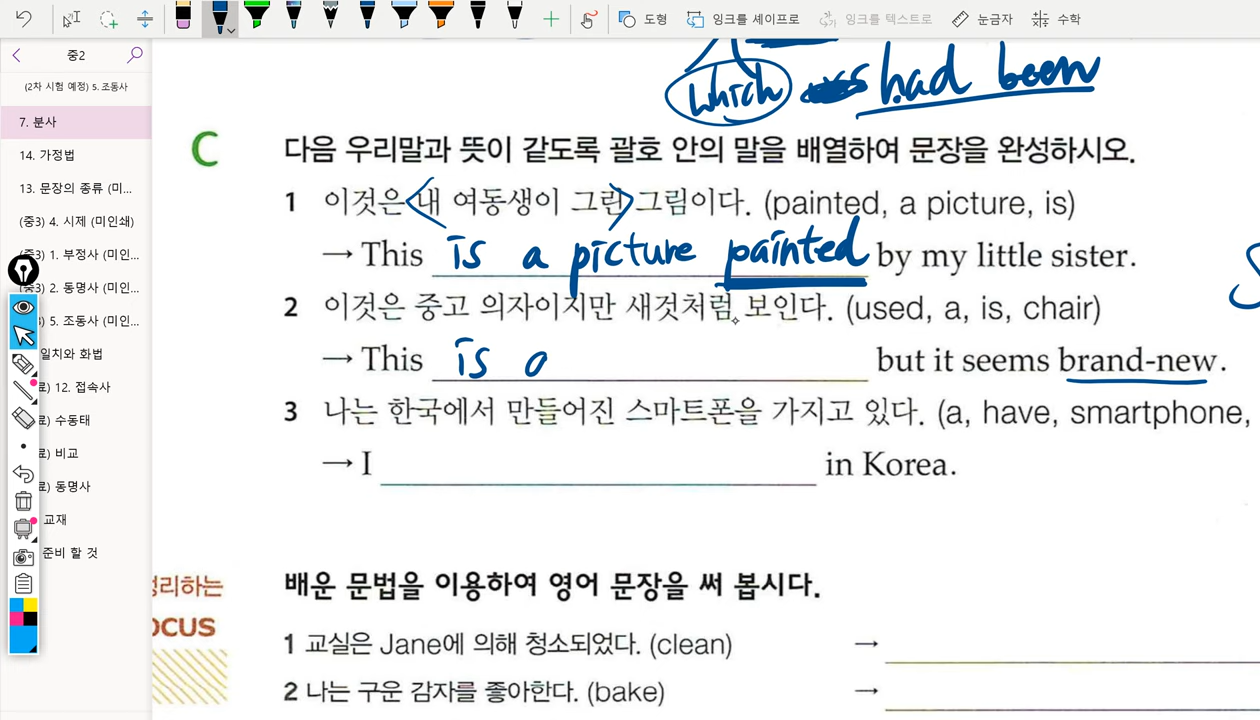 도형 잉크를 셰이프로 잉크를 텍스트로 눈금자 수학
중2
(2차 시험 예정) 5. 조동사
7. 분사
14. 가정법
13. 문장의 종류 (미...
(중3) 4. 시제 (미인쇄)
3) 1. 부정사 (미인...
3) 2. 동명사 (미인...
3) 5. 조동사 (미인...
일치와 화법
료) 12. 접속사
료) 수동태
료) 비교
료) 동명사
교재
준비 할 것
which had been
C 다음 우리말과 뜻이 같도록 괄호 안의 말을 배열하여 문장을 완성하시오.
1 이것은 <내 여동생이 그린> 그림이다. (painted, a picture, is)
→ This is a picture painted by my little sister.
2 이것은 중고 의자이지만 새것처럼 보인다. (used, a, is, chair)
→ This is a but it seems brand-new.
3 나는 한국에서 만들어진 스마트폰을 가지고 있다. (a, have, smartphone,
→ I in Korea.
정리하는
OCUS
배운 문법을 이용하여 영어 문장을 써 봅시다.
1 교실은 Jane에 의해 청소되었다. (clean) →
2 나는 구운 감자를 좋아한다. (bake) →